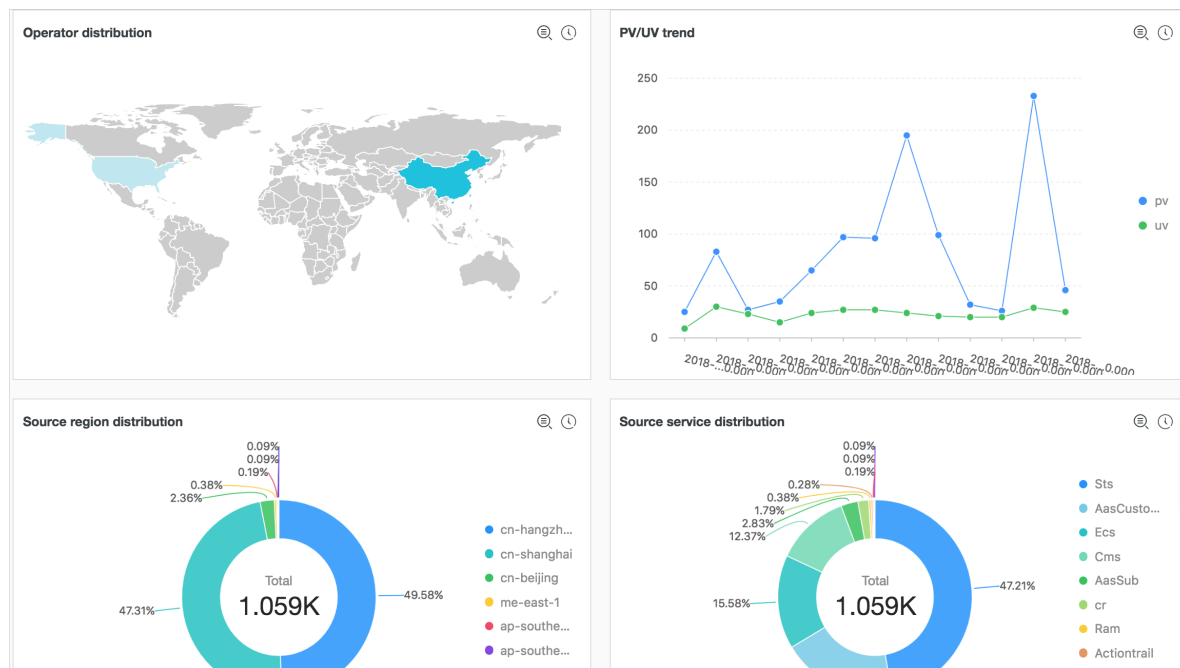 Operator distribution
PV/UV trend
250
200
150
100
50
0
pv
uv
Source region distribution
0.09%
0.09%
0.19%
0.38%
2.36%
47.31%
49.58%
Total
1.059K
cn-hangzh...
cn-shanghai
cn-beijing
me-east-1
ap-southe...
ap-southe...
Source service distribution
0.09%
0.09%
0.19%
0.28%
0.38%
1.79%
2.83%
12.37%
15.58%
47.21%
Total
1.059K
Sts
AasCusto...
Ecs
Cms
AasSub
cr
Ram
Actiontrail